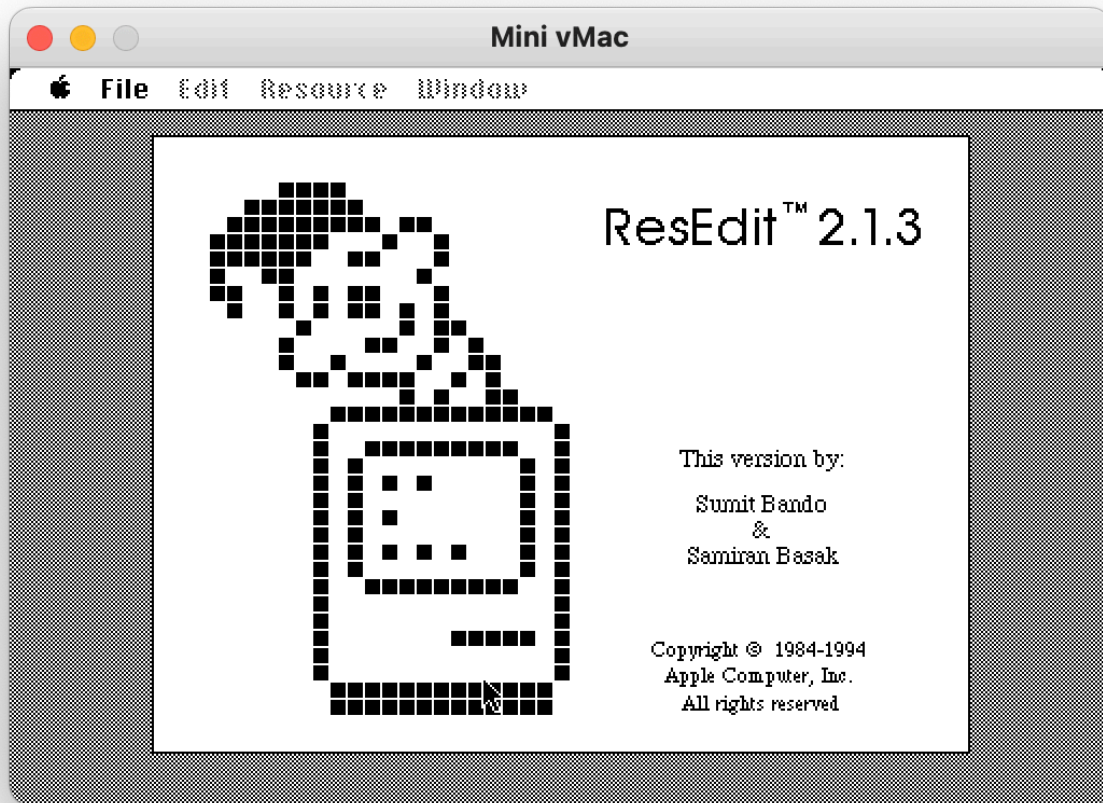 Mini vMac
File Edit Resource Window
ResEdit™ 2.1.3
This version by:
Sumit Bando
&
Samiran Basak
Copyright © 1984-1994
Apple Computer, Inc.
All rights reserved